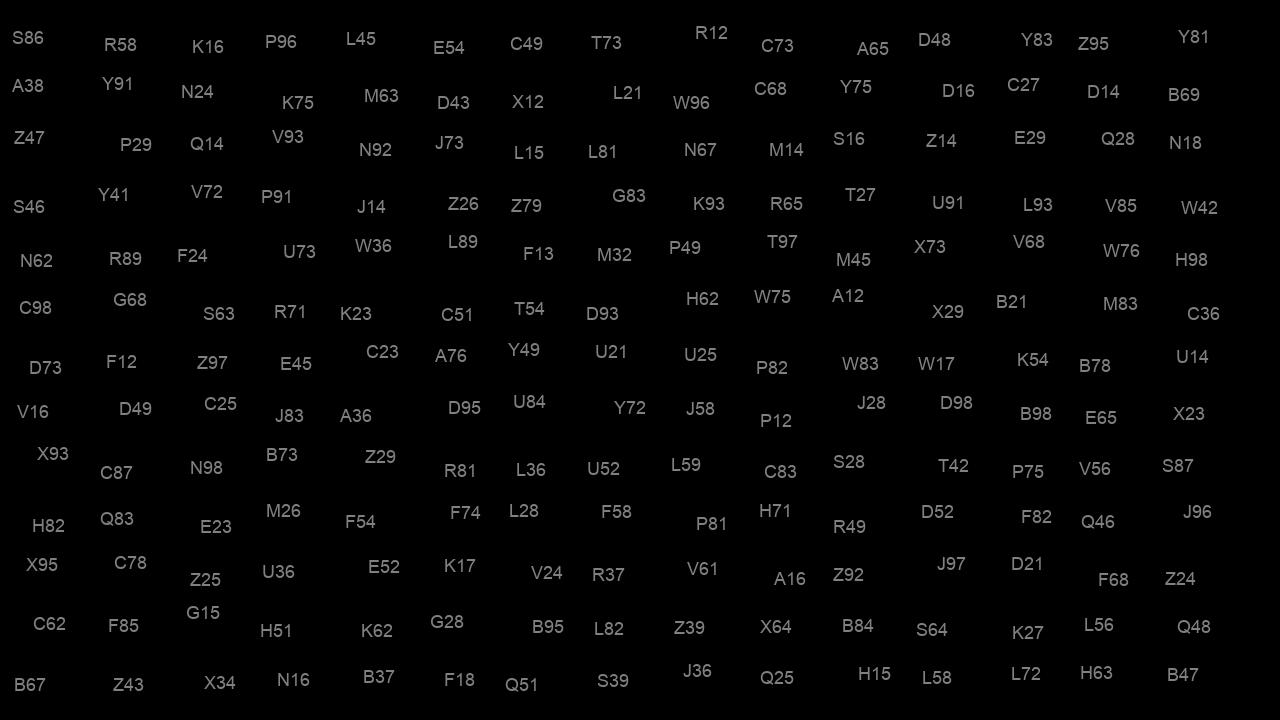 S86 R58 K16 P96 L45 E54 C49 T73 R12 C73 A65 D48 Y83 Z95 Y81
A38 Y91 N24 K75 M63 D43 X12 L21 W96 C68 Y75 D16 C27 D14 B69
Z47 P29 Q14 V93 N92 J73 L15 L81 N67 M14 S16 Z14 E29 Q28 N18
S46 Y41 V72 P91 J14 Z26 Z79 G83 K93 R65 T27 U91 L93 V85 W42
N62 R89 F24 U73 W36 L89 F13 M32 P49 T97 M45 X73 V68 W76 H98
C98 G68 S63 R71 K23 C51 T54 D93 H62 W75 A12 X29 B21 M83 C36
D73 F12 Z97 E45 C23 A76 Y49 U21 U25 P82 W83 W17 K54 B78 U14
V16 D49 C25 J83 A36 D95 U84 Y72 J58 P12 J28 D98 B98 E65 X23
X93 C87 N98 B73 Z29 R81 L36 U52 L59 C83 S28 T42 P75 V56 S87
H82 Q83 E23 M26 F54 F74 L28 F58 P81 H71 R49 D52 F82 Q46 J96
X95 C78 Z25 U36 E52 K17 V24 R37 V61 A16 Z92 J97 D21 F68 Z24
C62 F85 G15 H51 K62 G28 B95 L82 Z39 X64 B84 S64 K27 L56 Q48
B67 Z43 X34 N16 B37 F18 Q51 S39 J36 Q25 H15 L58 L72 H63 B47